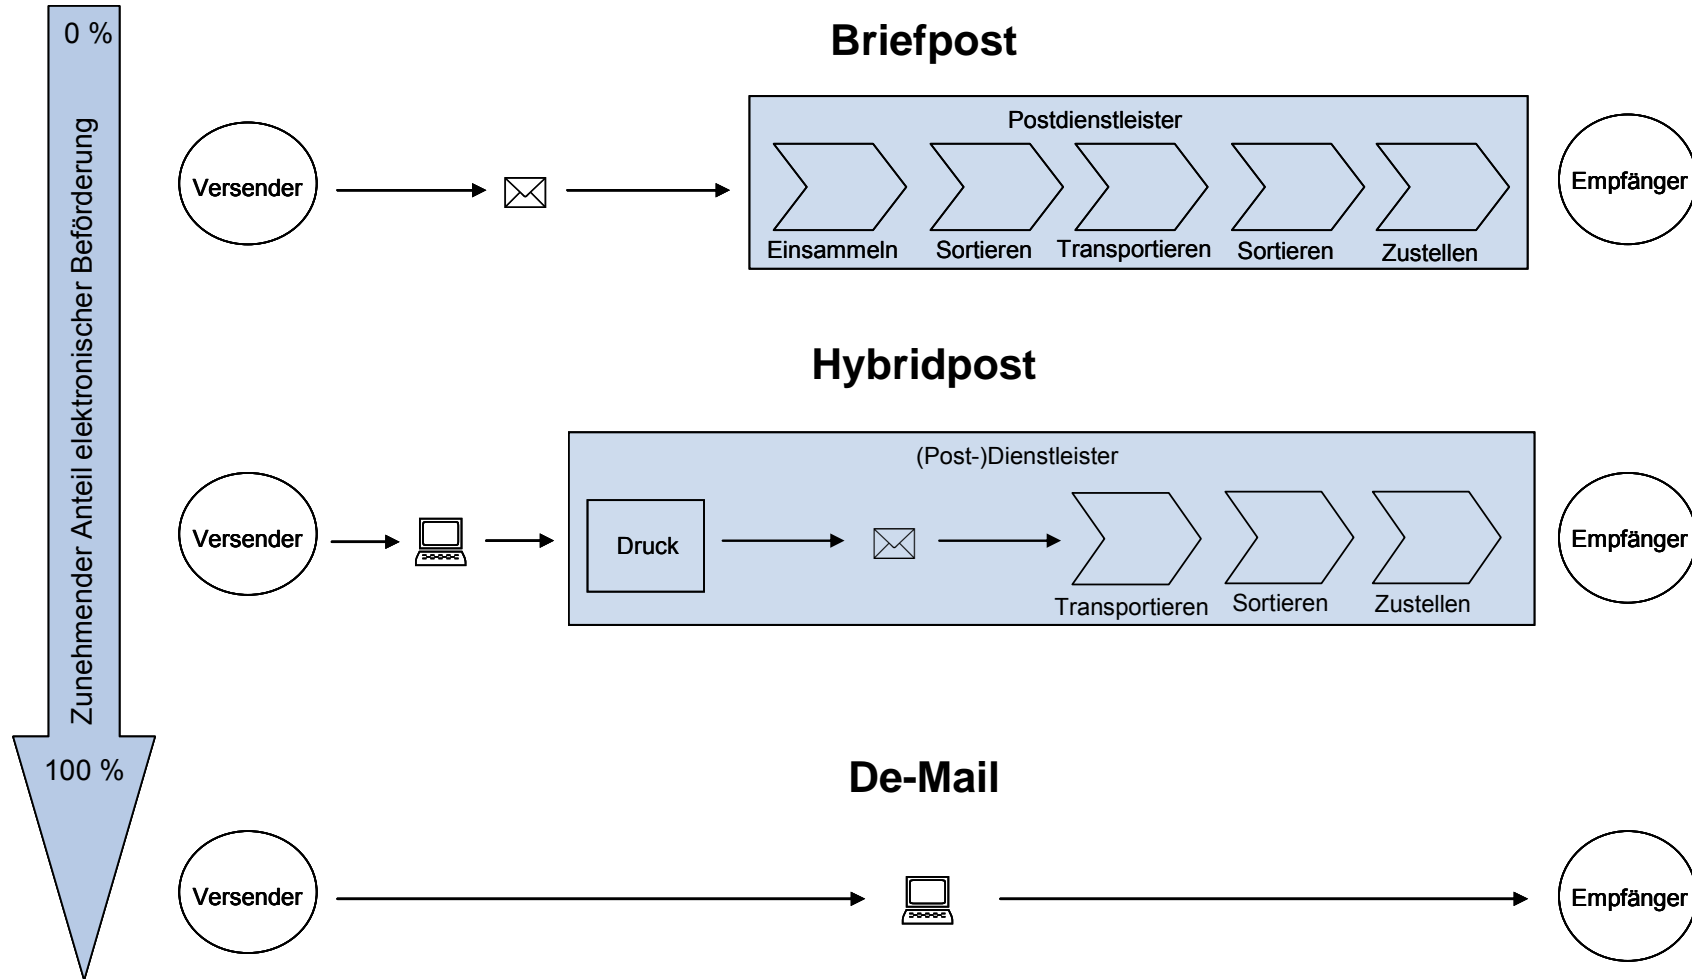 0 %
Zunehmender Anteil elektronischer Beförderung
100 %
Briefpost
Versender
Postdienstleister
Einsammeln
Sortieren
Transportieren
Sortieren
Zustellen
Empfänger
Hybridpost
Versender
(Post-)Dienstleister
Druck
Transportieren
Sortieren
Zustellen
Empfänger
De-Mail
Versender
Empfänger